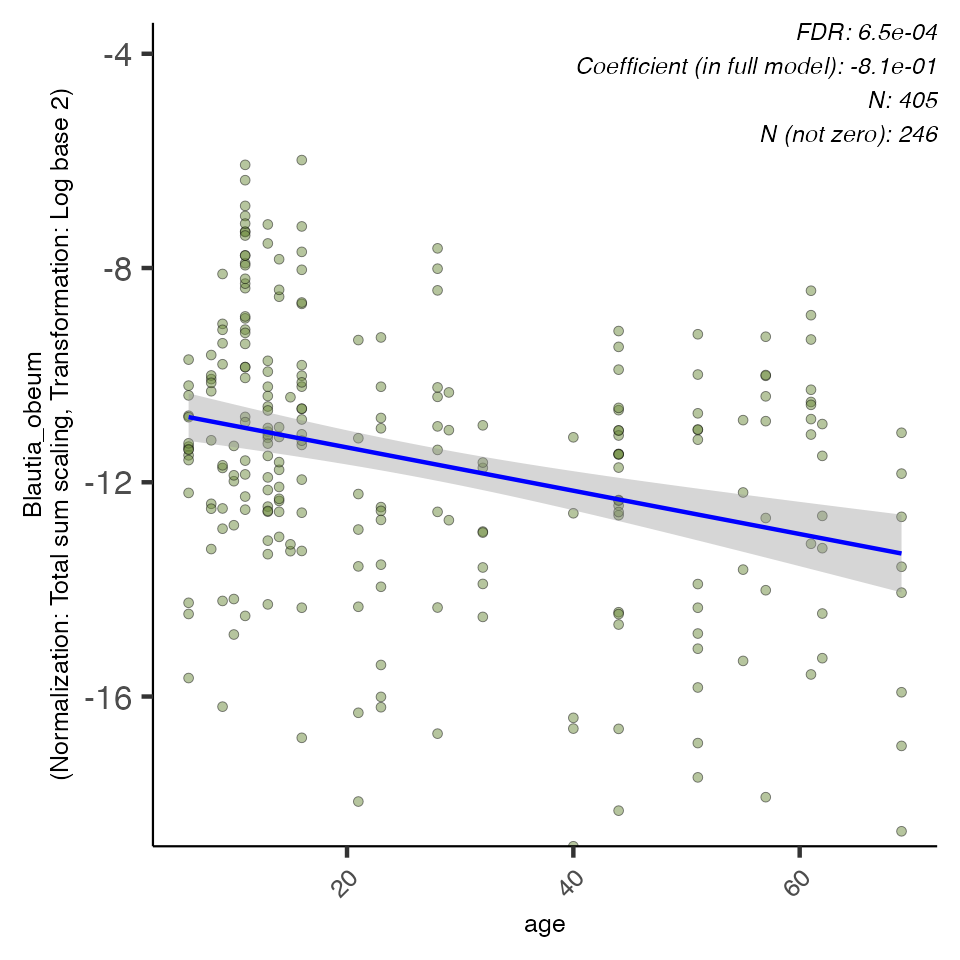 FDR: 6.5e-04
Coefficient (in full model): -8.1e-01
N: 405
N (not zero): 246
Blautia_obeum
(Normalization: Total sum scaling, Transformation: Log base 2)
-4
-8
-12
-16
20
40
60
age